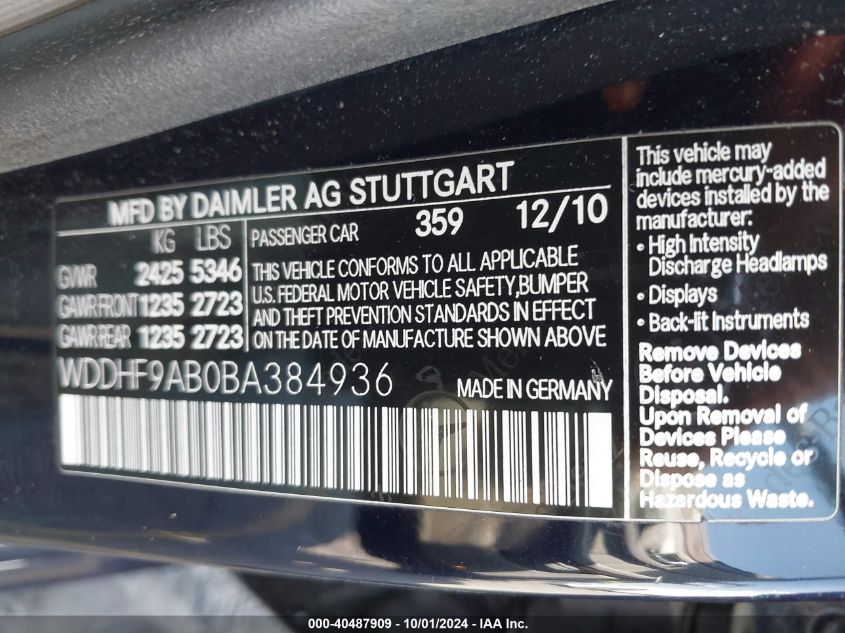 MFD BY DAIMLER AG STUTTGART
KG LBS
GVWR 2425 5346
GAWR FRONT 1235 2723
GAWR REAR 1235 2723
PASSENGER CAR 359 12/10
THIS VEHICLE CONFORMS TO ALL APPLICABLE
U.S. FEDERAL MOTOR VEHICLE SAFETY,BUMPER
AND THEFT PREVENTION STANDARDS IN EFFECT
ON THE DATE OF MANUFACTURE SHOWN ABOVE
WDDHF9AB0BA384936 MADE IN GERMANY
This vehicle may
include mercury-added
devices installed by the
manufacturer:
• High Intensity
Discharge Headlamps
• Displays
• Back-lit Instruments
Remove Devices
Before Vehicle
Disposal.
Upon Removal of
Devices Please
Reuse, Recycle or
Dispose as
Hazardous Waste.
000-40487909 - 10/01/2024 - IAA Inc.